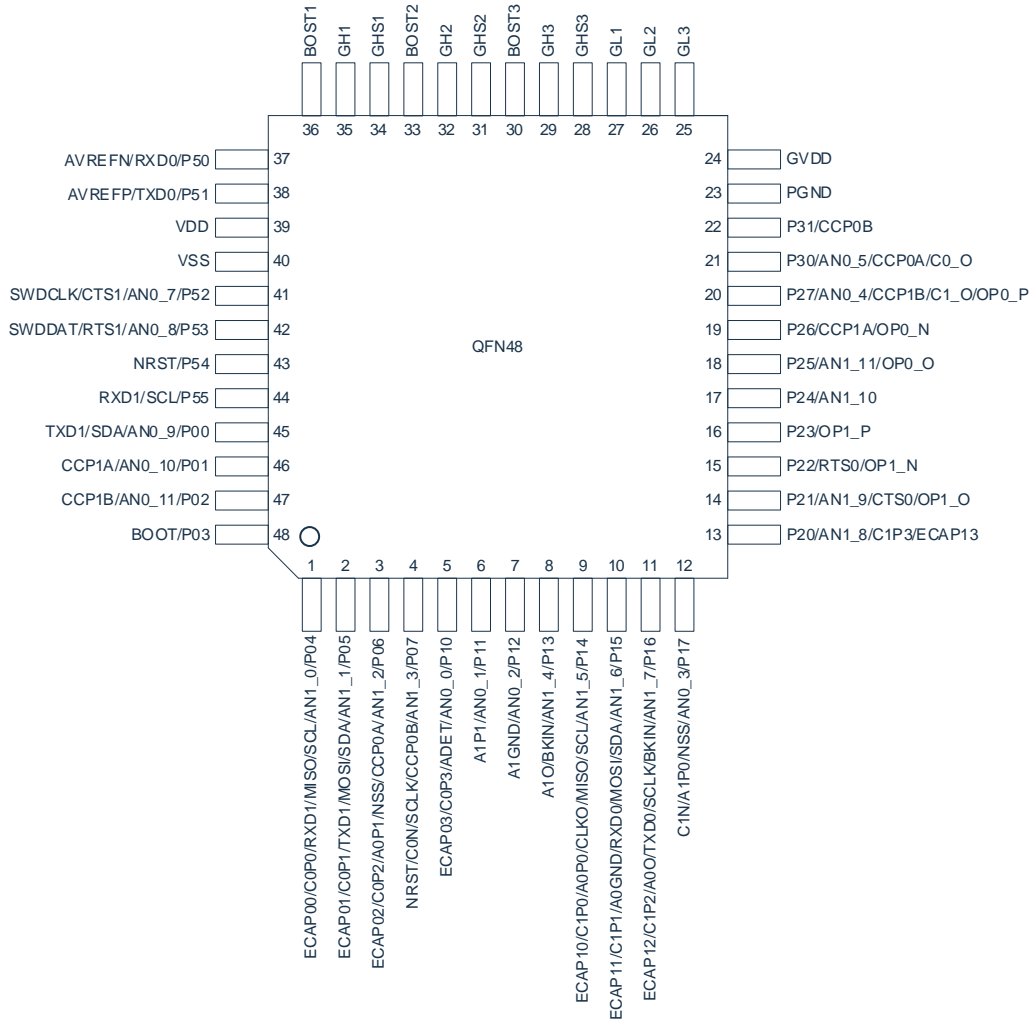 BOST1
GH1
GHS1
BOST2
GH2
GHS2
BOST3
GH3
GHS3
GL1
GL2
GL3
36
35
34
33
32
31
30
29
28
27
26
25
AVREFN/RXD0/P50
37
AVREFP/TXD0/P51
38
VDD
39
VSS
40
SWDCLK/CTS1/AN0_7/P52
41
SWDDAT/RTS1/AN0_8/P53
42
NRST/P54
43
RXD1/SCL/P55
44
TXD1/SDA/AN0_9/P00
45
CCP1A/AN0_10/P01
46
CCP1B/AN0_11/P02
47
BOOT/P03
48
QFN48
24
GVDD
23
PGND
22
P31/CCP0B
21
P30/AN0_5/CCP0A/C0_O
20
P27/AN0_4/CCP1B/C1_O/OP0_P
19
P26/CCP1A/OP0_N
18
P25/AN1_11/OP0_O
17
P24/AN1_10
16
P23/OP1_P
15
P22/RTS0/OP1_N
14
P21/AN1_9/CTS0/OP1_O
13
P20/AN1_8/C1P3/ECAP13
1
2
3
4
5
6
7
8
9
10
11
12
ECAP00/C0P0/RXD1/MISO/SCL/AN1_0/P04
ECAP01/C0P1/TXD1/MOSI/SDA/AN1_1/P05
ECAP02/C0P2/A0P1/NSS/CCP0A/AN1_2/P06
NRST/C0N/SCLK/CCP0B/AN1_3/P07
ECAP03/C0P3/ADET/AN0_0/P10
A1P1/AN0_1/P11
A1GND/AN0_2/P12
A1O/BKIN/AN1_4/P13
ECAP10/C1P0/A0P0/CLKO/MISO/SCL/AN1_5/P14
ECAP11/C1P1/A0GND/RXD0/MOSI/SDA/AN1_6/P15
ECAP12/C1P2/A0O/TXD0/SCLK/BKIN/AN1_7/P16
C1N/A1P0/NSS/AN0_3/P17